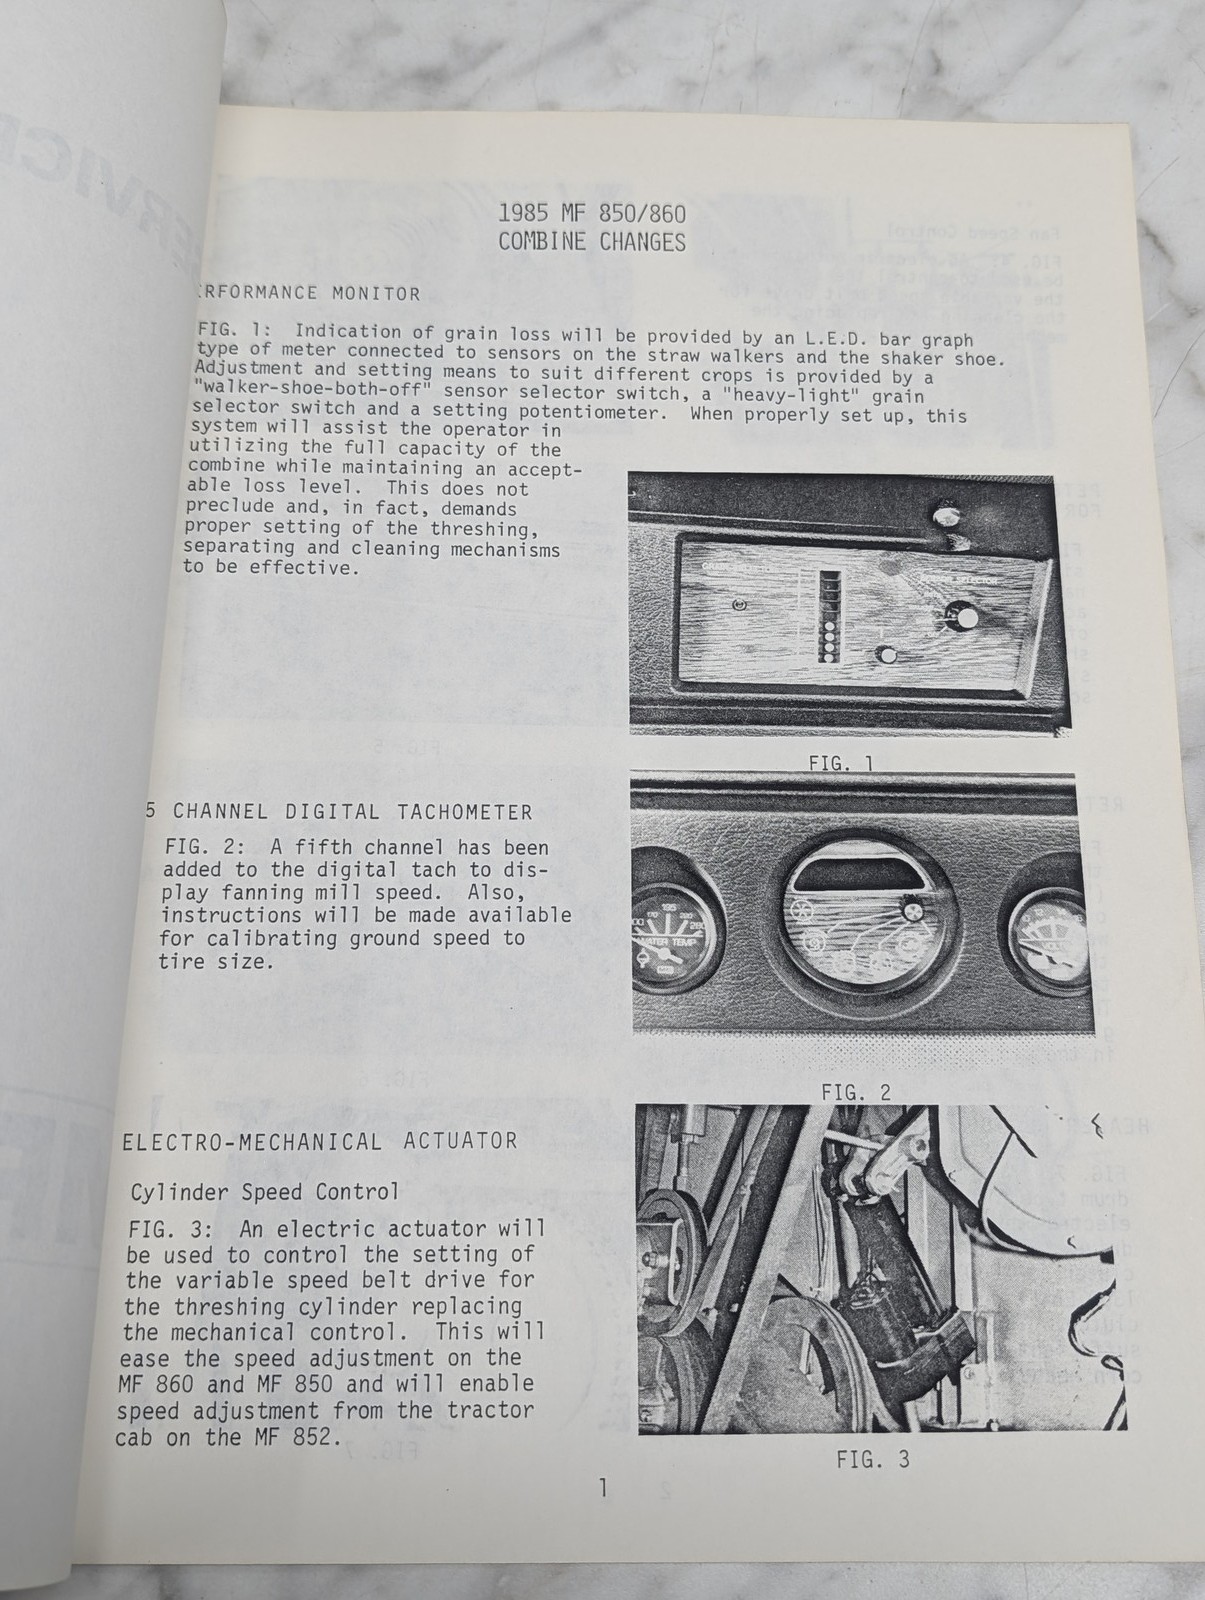 1985 MF 850/860
COMBINE CHANGES
ERFORMANCE MONITOR
FIG. 1: Indication of grain loss will be provided by an L.E.D. bar graph
type of meter connected to sensors on the straw walkers and the shaker shoe.
Adjustment and setting means to suit different crops is provided by a
"walker-shoe-both-off" sensor selector switch, a "heavy-light" grain
selector switch and a setting potentiometer. When properly set up, this
system will assist the operator in
utilizing the full capacity of the
combine while maintaining an accept-
able loss level. This does not
preclude and, in fact, demands
proper setting of the threshing,
separating and cleaning mechanisms
to be effective.
FIG. 1
5 CHANNEL DIGITAL TACHOMETER
FIG. 2: A fifth channel has been
added to the digital tach to dis-
play fanning mill speed. Also,
instructions will be made available
for calibrating ground speed to
tire size.
WATER TEMP
FIG. 2
ELECTRO-MECHANICAL ACTUATOR
Cylinder Speed Control
FIG. 3: An electric actuator will
be used to control the setting of
the variable speed belt drive for
the threshing cylinder replacing
the mechanical control. This will
ease the speed adjustment on the
MF 860 and MF 850 and will enable
speed adjustment from the tractor
cab on the MF 852.
FIG. 3
1